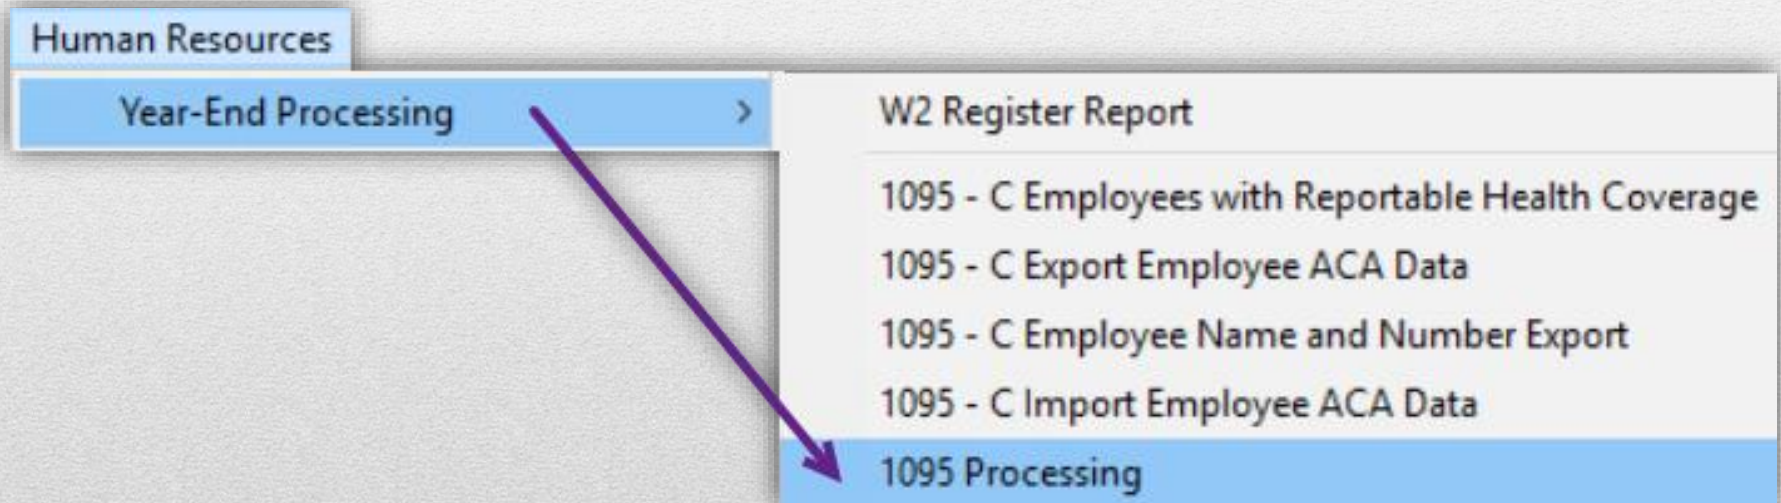 Human Resources
Year-End Processing >
W2 Register Report
1095 - C Employees with Reportable Health Coverage
1095 - C Export Employee ACA Data
1095 - C Employee Name and Number Export
1095 - C Import Employee ACA Data
1095 Processing